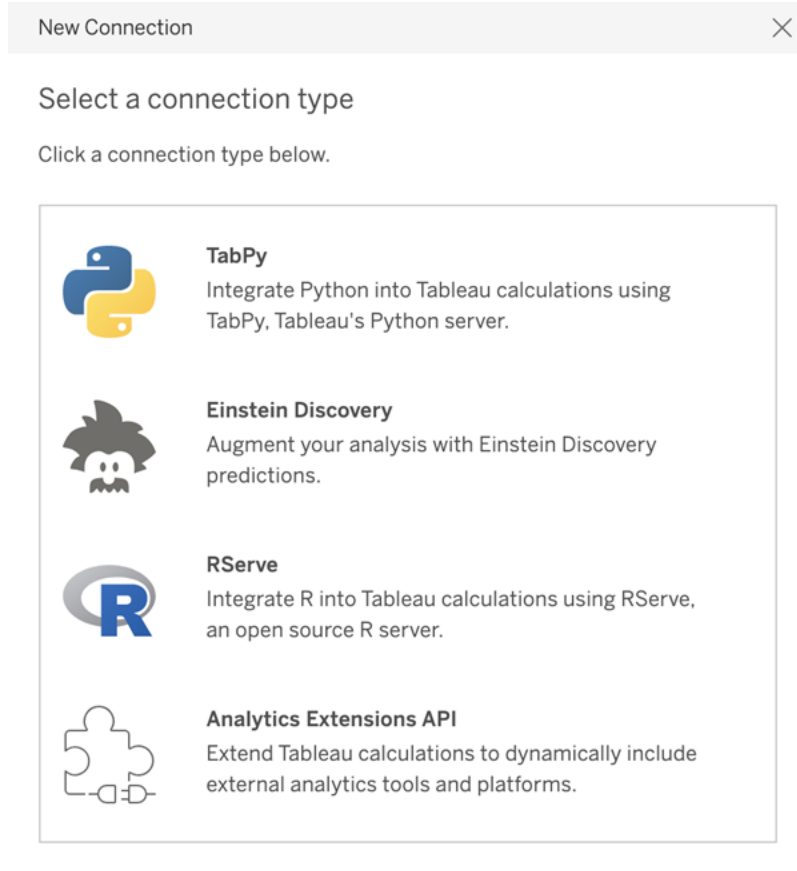 New Connection
Select a connection type
Click a connection type below.
TabPy
Integrate Python into Tableau calculations using
TabPy, Tableau's Python server.
Einstein Discovery
Augment your analysis with Einstein Discovery
predictions.
R
RServe
Integrate R into Tableau calculations using RServe,
an open source R server.
Analytics Extensions API
Extend Tableau calculations to dynamically include
external analytics tools and platforms.